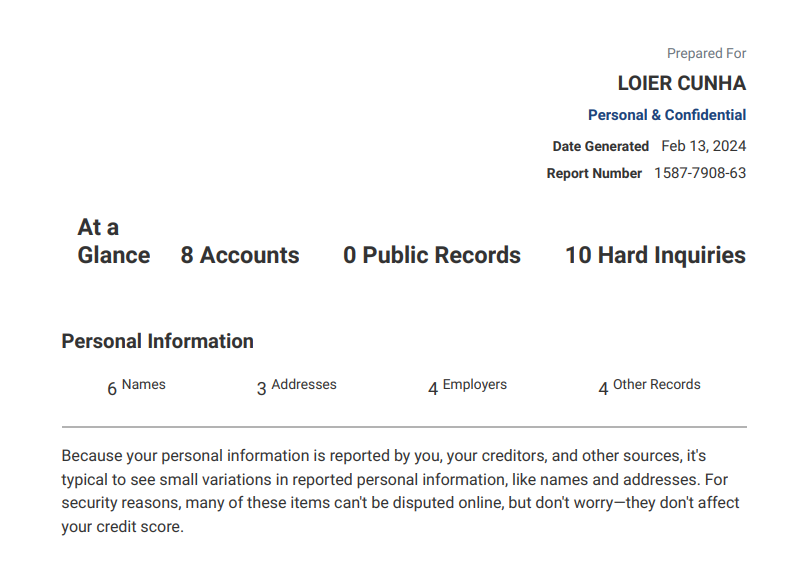 Prepared For
LOIER CUNHA
Personal & Confidential
Date Generated Feb 13, 2024
Report Number 1587-7908-63
At a
Glance 8 Accounts 0 Public Records 10 Hard Inquiries
Personal Information
6 Names 3 Addresses 4 Employers 4 Other Records
Because your personal information is reported by you, your creditors, and other sources, it's
typical to see small variations in reported personal information, like names and addresses. For
security reasons, many of these items can't be disputed online, but don't worry—they don't affect
your credit score.